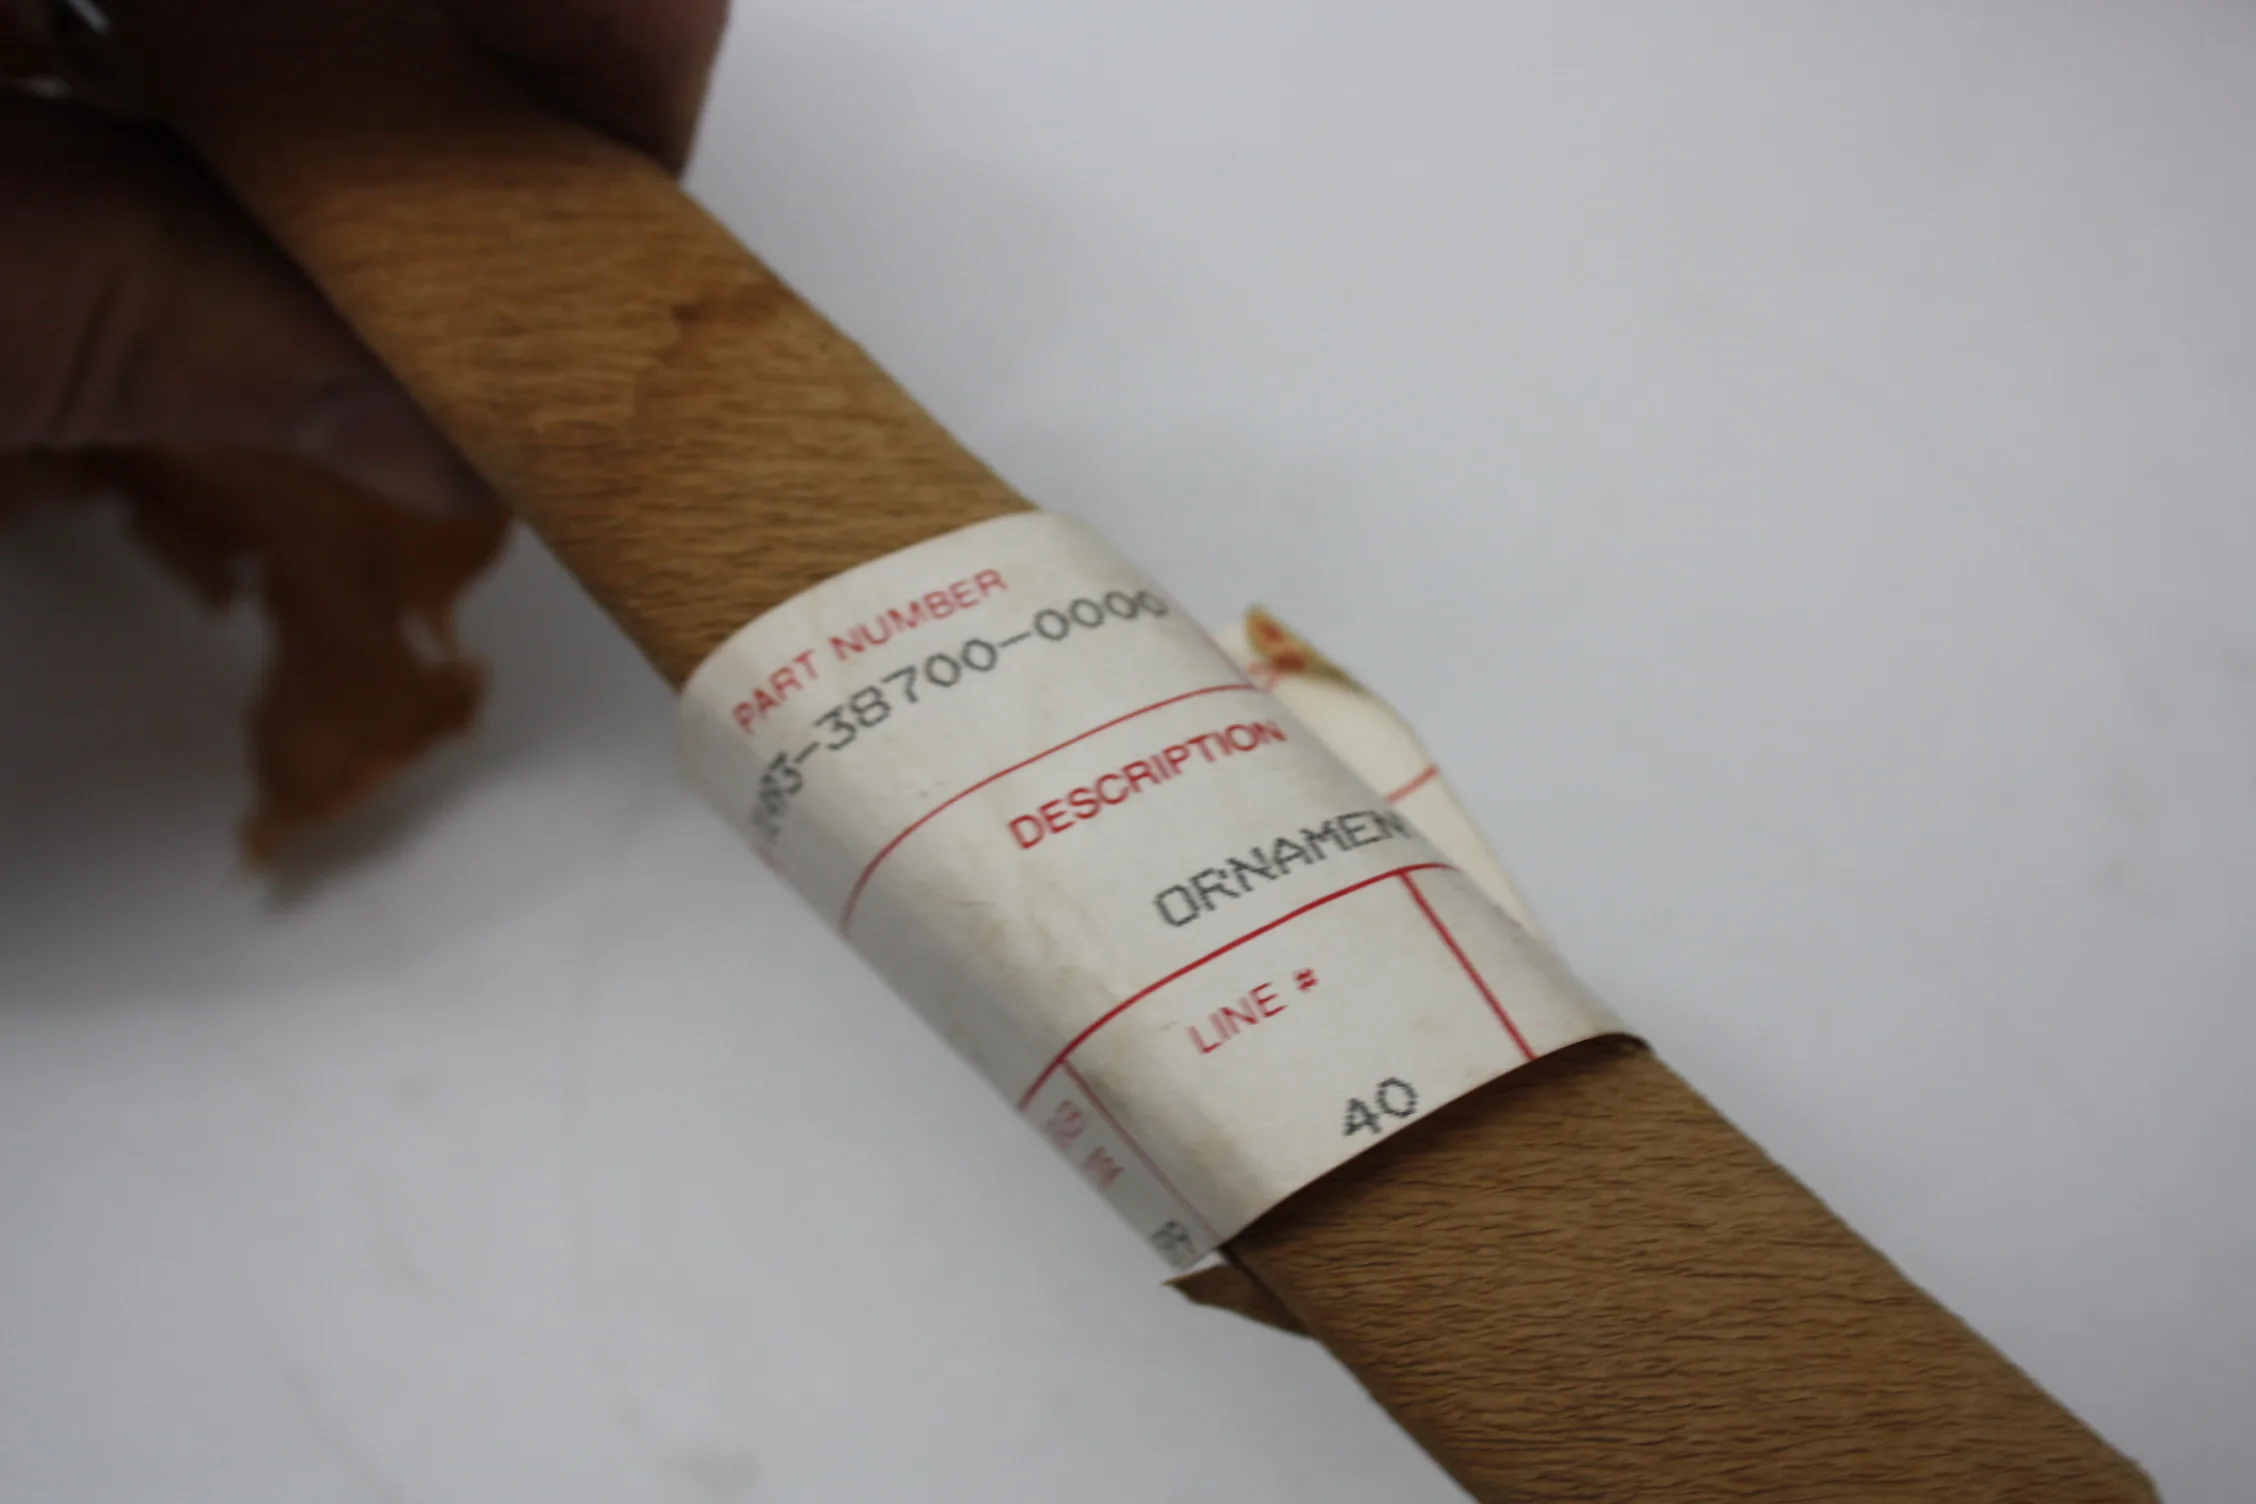 PART NUMBER
-38700-0000
DESCRIPTION
ORNAMEN
LINE #
40